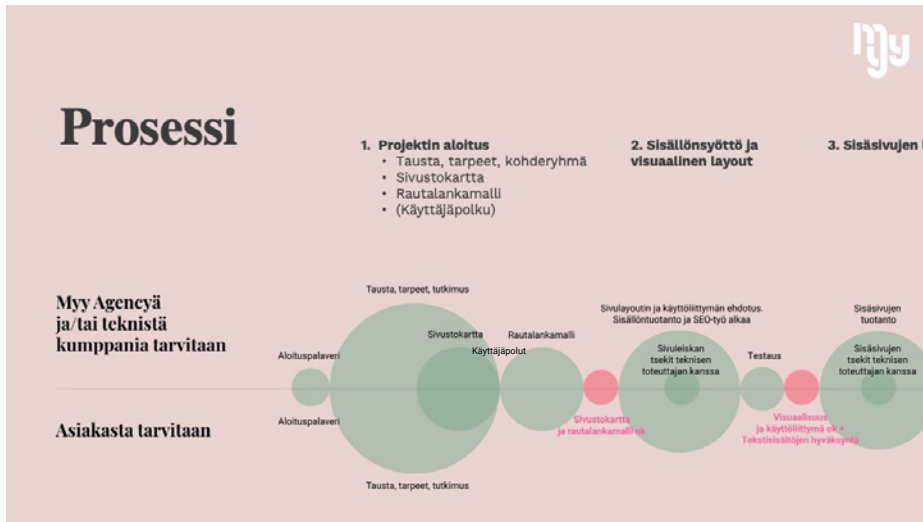 my
Prosessi
1. Projektin aloitus
• Tausta, tarpeet, kohderyhmä
• Sivustokartta
• Rautalankamalli
• (Käyttäjäpolku)
2. Sisällönsyöttö ja
visuaalinen layout
3. Sisäsivujen
Myy Agencyä
ja/tai teknistä
kumppania tarvitaan
Asiakasta tarvitaan
Aloituspalaveri
Aloituspalaveri
Tausta, tarpeet, tutkimus
Sivustokartta
Käyttäjäpolut
Tausta, tarpeet, tutkimus
Rautalankamalli
Sivustokartta
ja rautalankamalli ok
Sivulayoutin ja käyttöliittymän ehdotus.
Sisällöntuotanto ja SEO-työ alkaa
Sivuleiskan
tsekit teknisen
toteuttajan kanssa
Testaus
Visuaalisuus
ja käyttöliittymä ok +
Tekstisisältöjen hyväksyntä
Sisäsivujen
tuotanto
Sisäsivujen
tsekit teknisen
toteuttajan kanssa